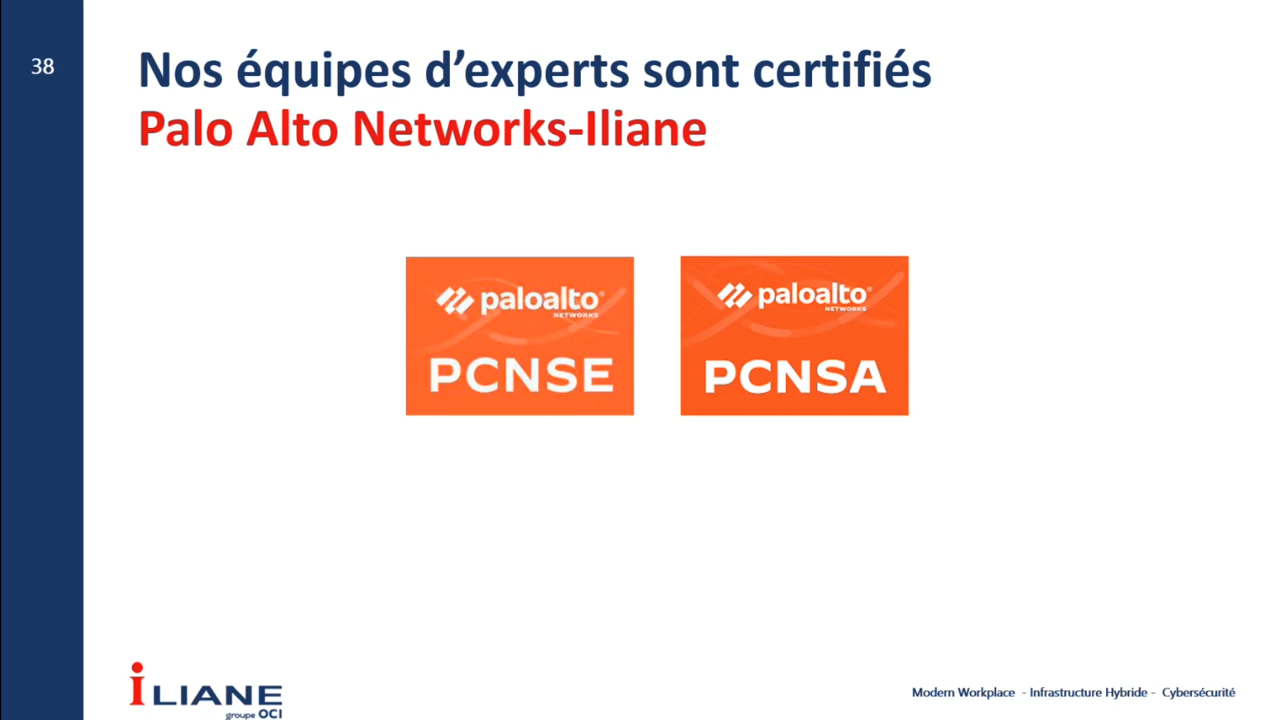 38
Nos équipes d’experts sont certifiés
Palo Alto Networks-Iliane
paloalto®
NETWORKS
PCNSE
paloalto®
NETWORKS
PCNSA
iLIANE
groupe OCI
Modern Workplace - Infrastructure Hybride - Cybersécurité